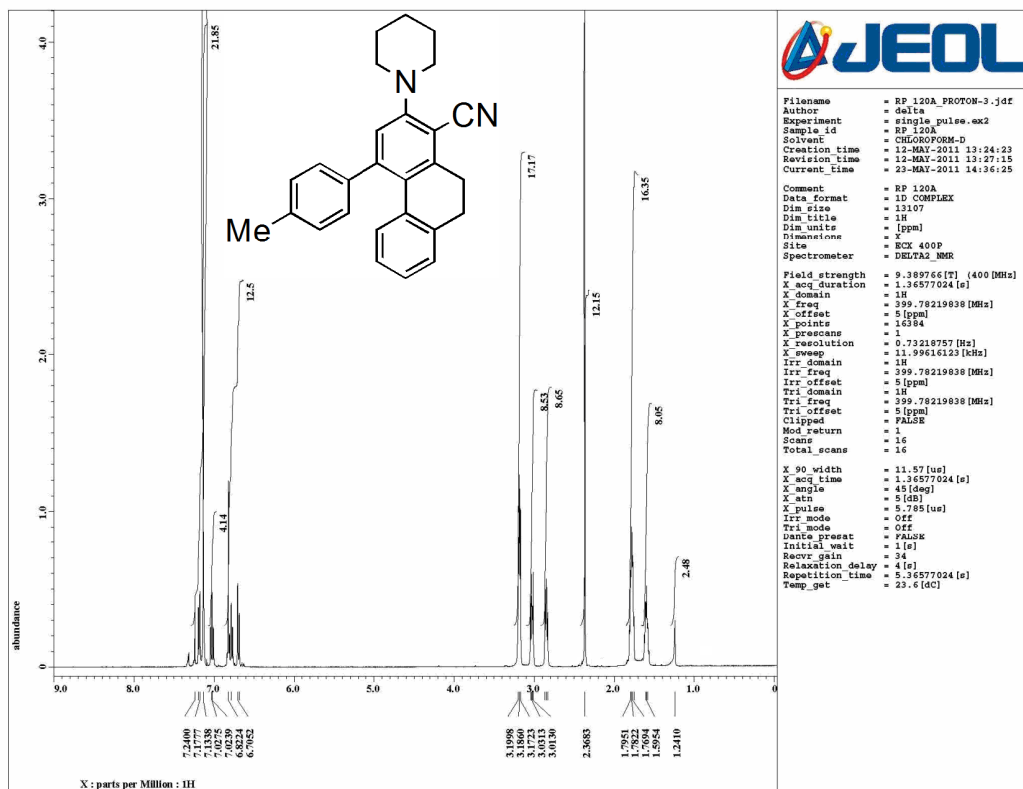 JEOL
4.0
3.0
2.0
1.0
0
abundance
21.85
12.5
4.14
17.17
8.53
8.65
12.15
16.35
8.05
2.48
N
CN
Me
9.0 8.0 7.0 6.0 5.0 4.0 3.0 2.0 1.0 0
7.2400
7.1777
7.1338
7.0275
7.0239
6.8224
6.7052
3.1998
3.1860
3.1723
3.0313
3.0130
2.3683
1.7951
1.7822
1.7694
1.5954
1.2410
X : parts per Million : 1H
Filename = RP_120A_PROTON-3.jdf
Author = delta
Experiment = single_pulse.ex2
Sample_id = RP_120A
Solvent = CHLOROFORM-D
Creation_time = 12-MAY-2011 13:24:23
Revision_time = 12-MAY-2011 13:27:15
Current_time = 23-MAY-2011 14:36:25
Comment = RP 120A
Data_format = 1D COMPLEX
Dim_size = 13107
Dim_title = 1H
Dim_units = [ppm]
Dimensions = X
Site = ECX 400P
Spectrometer = DELTA2_NMR
Field_strength = 9.389766[T] (400[MHz]
X_acq_duration = 1.36577024[s]
X_domain = 1H
X_freq = 399.78219838[MHz]
X_offset = 5[ppm]
X_points = 16384
X_prescans = 1
X_resolution = 0.73218757[Hz]
X_sweep = 11.99616123[kHz]
Irr_domain = 1H
Irr_freq = 399.78219838[MHz]
Irr_offset = 5[ppm]
Tri_domain = 1H
Tri_freq = 399.78219838[MHz]
Tri_offset = 5[ppm]
Clipped = FALSE
Mod_return = 1
Scans = 16
Total_scans = 16
X_90_width = 11.57[us]
X_acq_time = 1.36577024[s]
X_angle = 45[deg]
X_atn = 5[dB]
X_pulse = 5.785[us]
Irr_mode = Off
Tri_mode = Off
Dante_presat = FALSE
Initial_wait = 1[s]
Recvr_gain = 34
Relaxation_delay = 4[s]
Repetition_time = 5.36577024[s]
Temp_get = 23.6[dC]